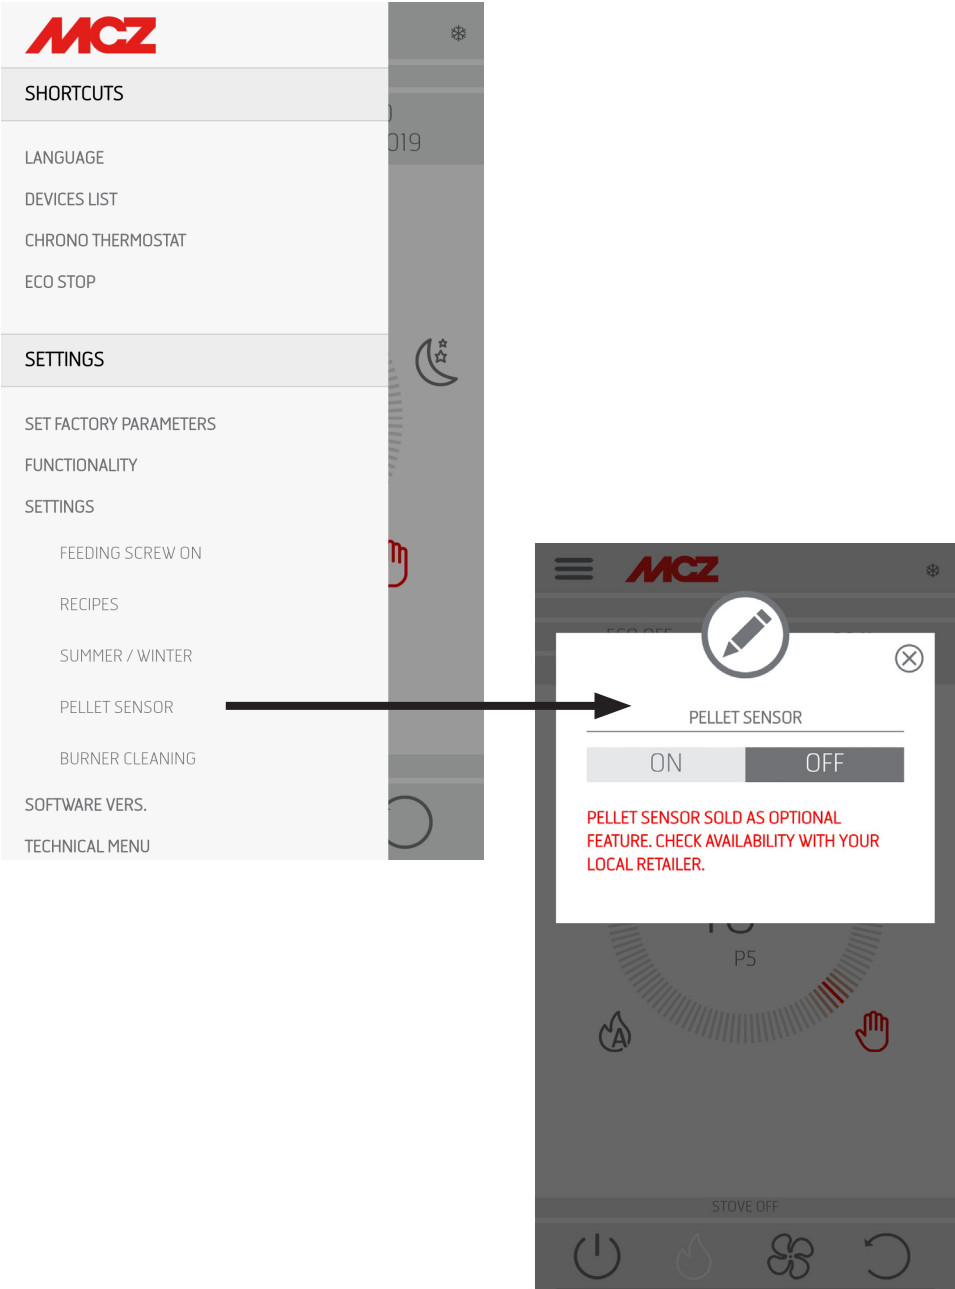 MCZ
SHORTCUTS
019
LANGUAGE
DEVICES LIST
CHRONO THERMOSTAT
ECO STOP
SETTINGS
SET FACTORY PARAMETERS
FUNCTIONALITY
SETTINGS
FEEDING SCREW ON
RECIPES
SUMMER / WINTER
PELLET SENSOR
BURNER CLEANING
SOFTWARE VERS.
TECHNICAL MENU
MCZ
PELLET SENSOR
ON OFF
PELLET SENSOR SOLD AS OPTIONAL
FEATURE. CHECK AVAILABILITY WITH YOUR
LOCAL RETAILER.
P5
A
STOVE OFF